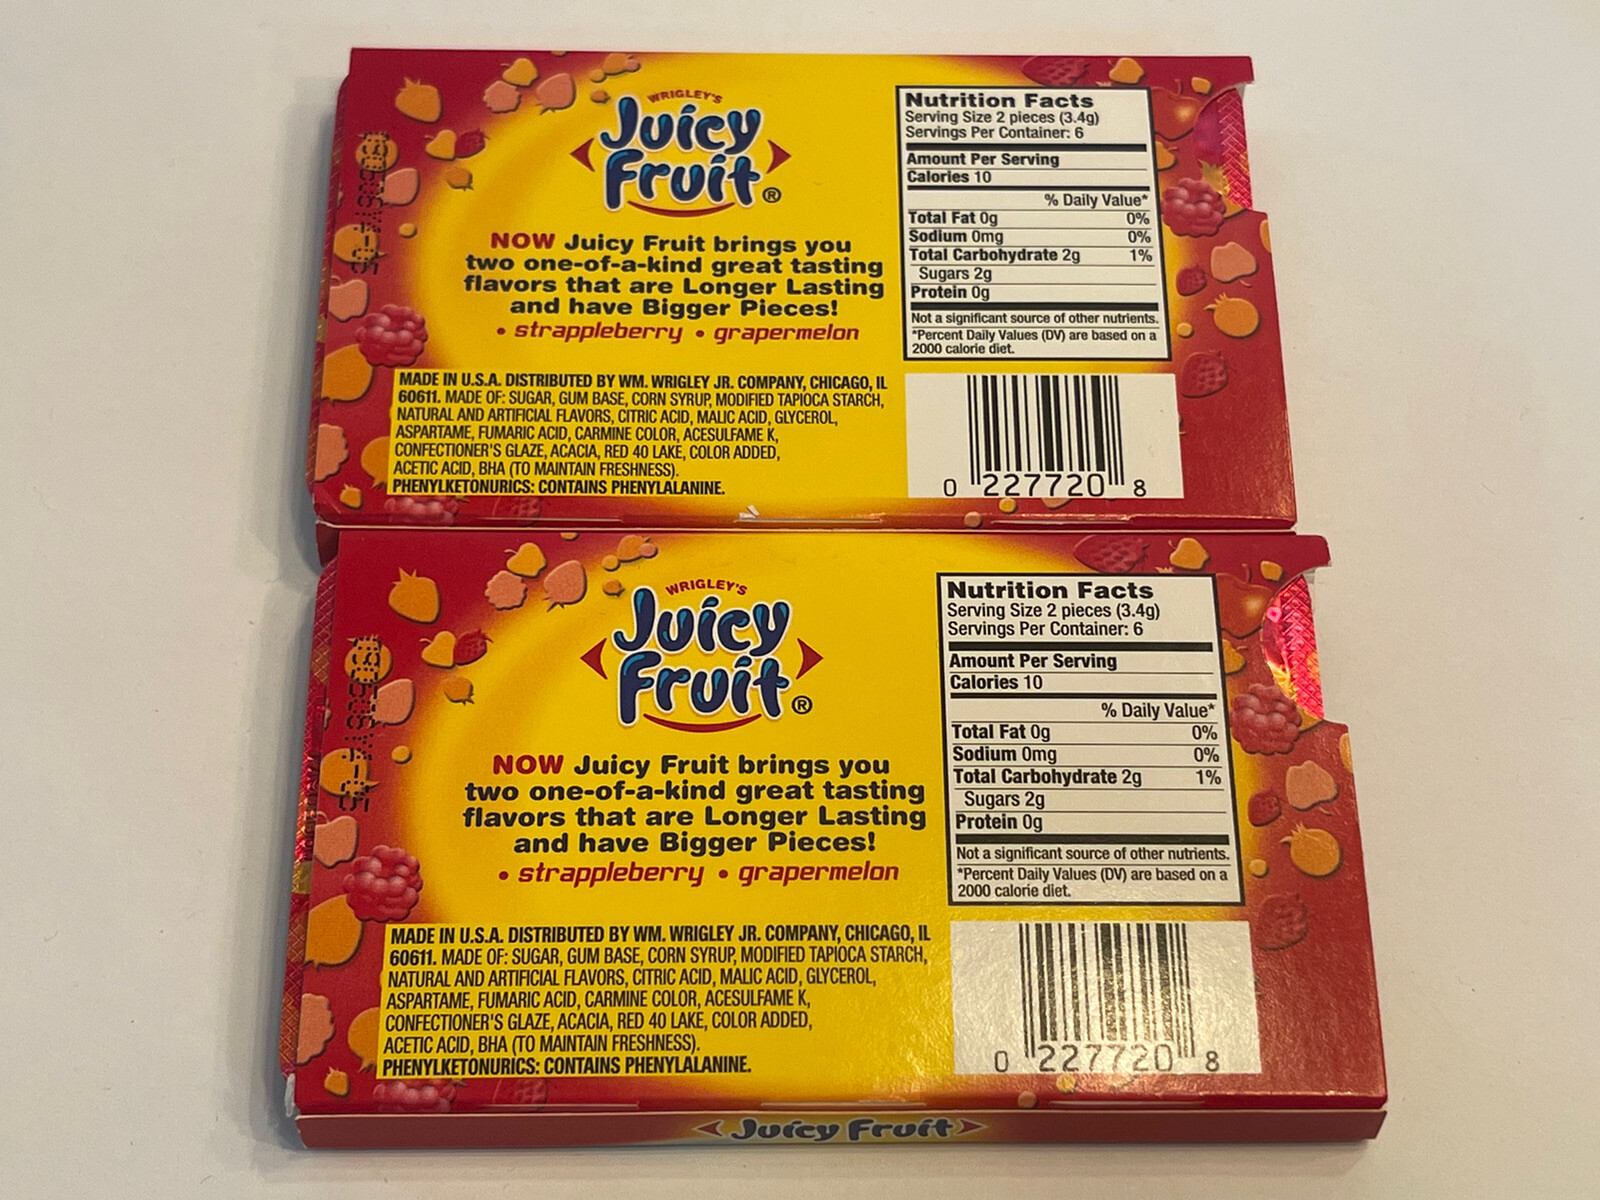 WRIGLEY'S
Juicy
Fruit®
NOW Juicy Fruit brings you
two one-of-a-kind great tasting
flavors that are Longer Lasting
and have Bigger Pieces!
• strappleberry • grapermelon
MADE IN U.S.A. DISTRIBUTED BY WM. WRIGLEY JR. COMPANY, CHICAGO, IL
60611. MADE OF: SUGAR, GUM BASE, CORN SYRUP, MODIFIED TAPIOCA STARCH,
NATURAL AND ARTIFICIAL FLAVORS, CITRIC ACID, MALIC ACID, GLYCEROL,
ASPARTAME, FUMARIC ACID, CARMINE COLOR, ACESULFAME K,
CONFECTIONER'S GLAZE, ACACIA, RED 40 LAKE, COLOR ADDED,
ACETIC ACID, BHA (TO MAINTAIN FRESHNESS).
PHENYLKETONURICS: CONTAINS PHENYLALANINE.
Nutrition Facts
Serving Size 2 pieces (3.4g)
Servings Per Container: 6
Amount Per Serving
Calories 10
% Daily Value*
Total Fat 0g 0%
Sodium 0mg 0%
Total Carbohydrate 2g 1%
Sugars 2g
Protein 0g
Not a significant source of other nutrients.
*Percent Daily Values (DV) are based on a
2000 calorie diet.
0 227720 8
WRIGLEY'S
Juicy
Fruit®
NOW Juicy Fruit brings you
two one-of-a-kind great tasting
flavors that are Longer Lasting
and have Bigger Pieces!
• strappleberry • grapermelon
MADE IN U.S.A. DISTRIBUTED BY WM. WRIGLEY JR. COMPANY, CHICAGO, IL
60611. MADE OF: SUGAR, GUM BASE, CORN SYRUP, MODIFIED TAPIOCA STARCH,
NATURAL AND ARTIFICIAL FLAVORS, CITRIC ACID, MALIC ACID, GLYCEROL,
ASPARTAME, FUMARIC ACID, CARMINE COLOR, ACESULFAME K,
CONFECTIONER'S GLAZE, ACACIA, RED 40 LAKE, COLOR ADDED,
ACETIC ACID, BHA (TO MAINTAIN FRESHNESS).
PHENYLKETONURICS: CONTAINS PHENYLALANINE.
Nutrition Facts
Serving Size 2 pieces (3.4g)
Servings Per Container: 6
Amount Per Serving
Calories 10
% Daily Value*
Total Fat 0g 0%
Sodium 0mg 0%
Total Carbohydrate 2g 1%
Sugars 2g
Protein 0g
Not a significant source of other nutrients.
*Percent Daily Values (DV) are based on a
2000 calorie diet.
0 227720 8
Juicy Fruit